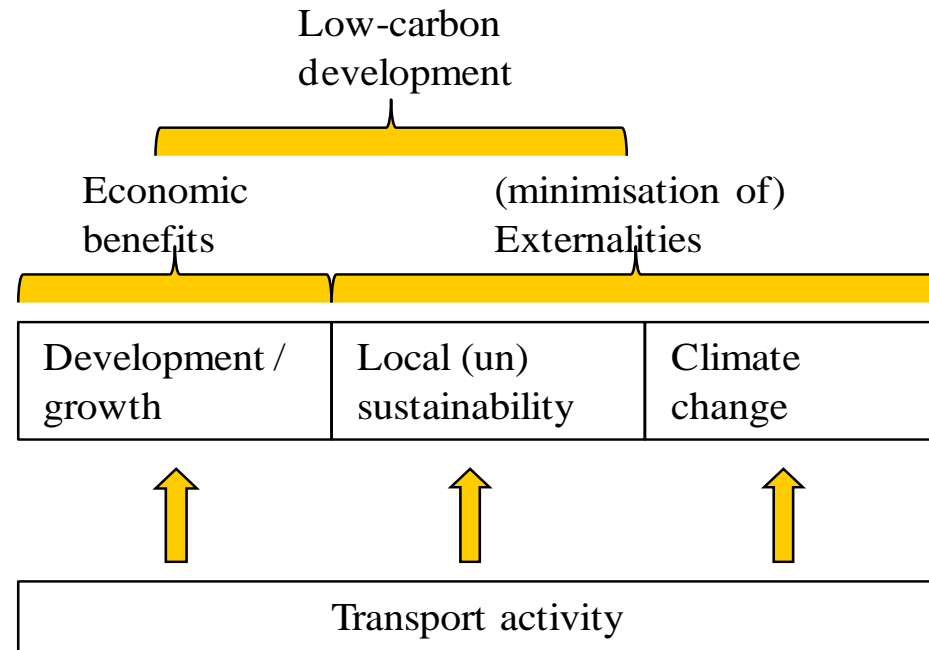 Low-carbon
development
Economic
benefits
(minimisation of)
Externalities
Development /
growth
Local (un)
sustainability
Climate
change
Transport activity